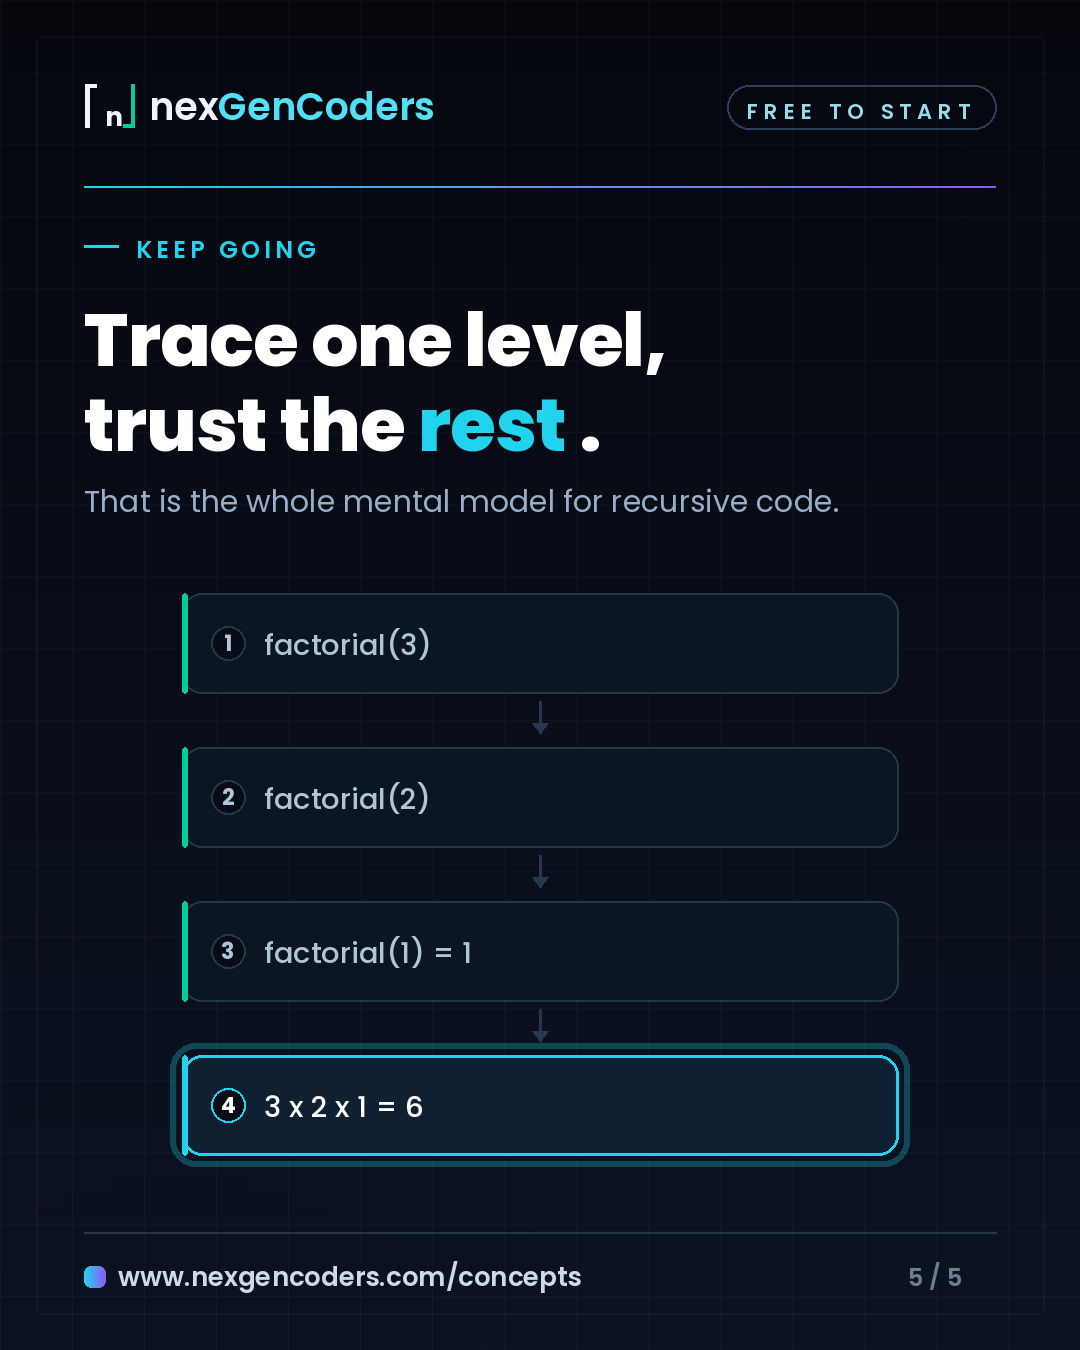 n nexGenCoders
FREE TO START
KEEP GOING
Trace one level,
trust the rest .
That is the whole mental model for recursive code.
1 factorial(3)
2 factorial(2)
3 factorial(1) = 1
4 3 x 2 x 1 = 6
www.nexgencoders.com/concepts
5 / 5